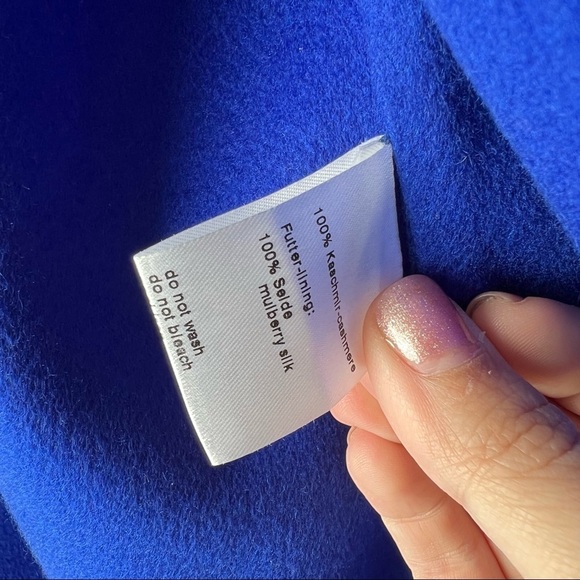 100% Kaschmir-cashmere
Futter-lining:
100% Seide
mulberry silk
do not wash
do not bleach